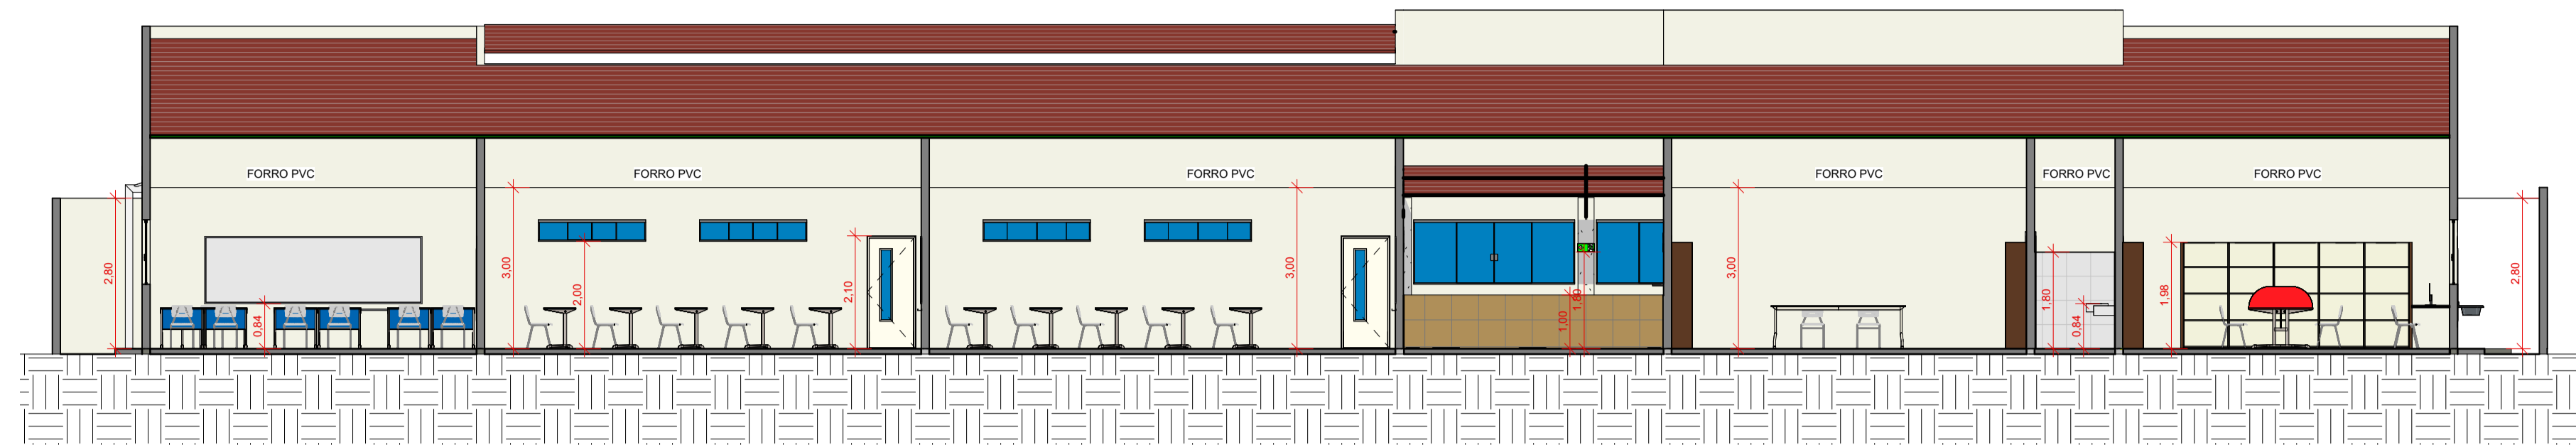 FORRO PVC
FORRO PVC
FORRO PVC
FORRO PVC
FORRO PVC
FORRO PVC
2,80
0,84
3,00
2,00
2,10
3,00
1,00
1,80
3,00
1,80
0,84
1,98
2,80